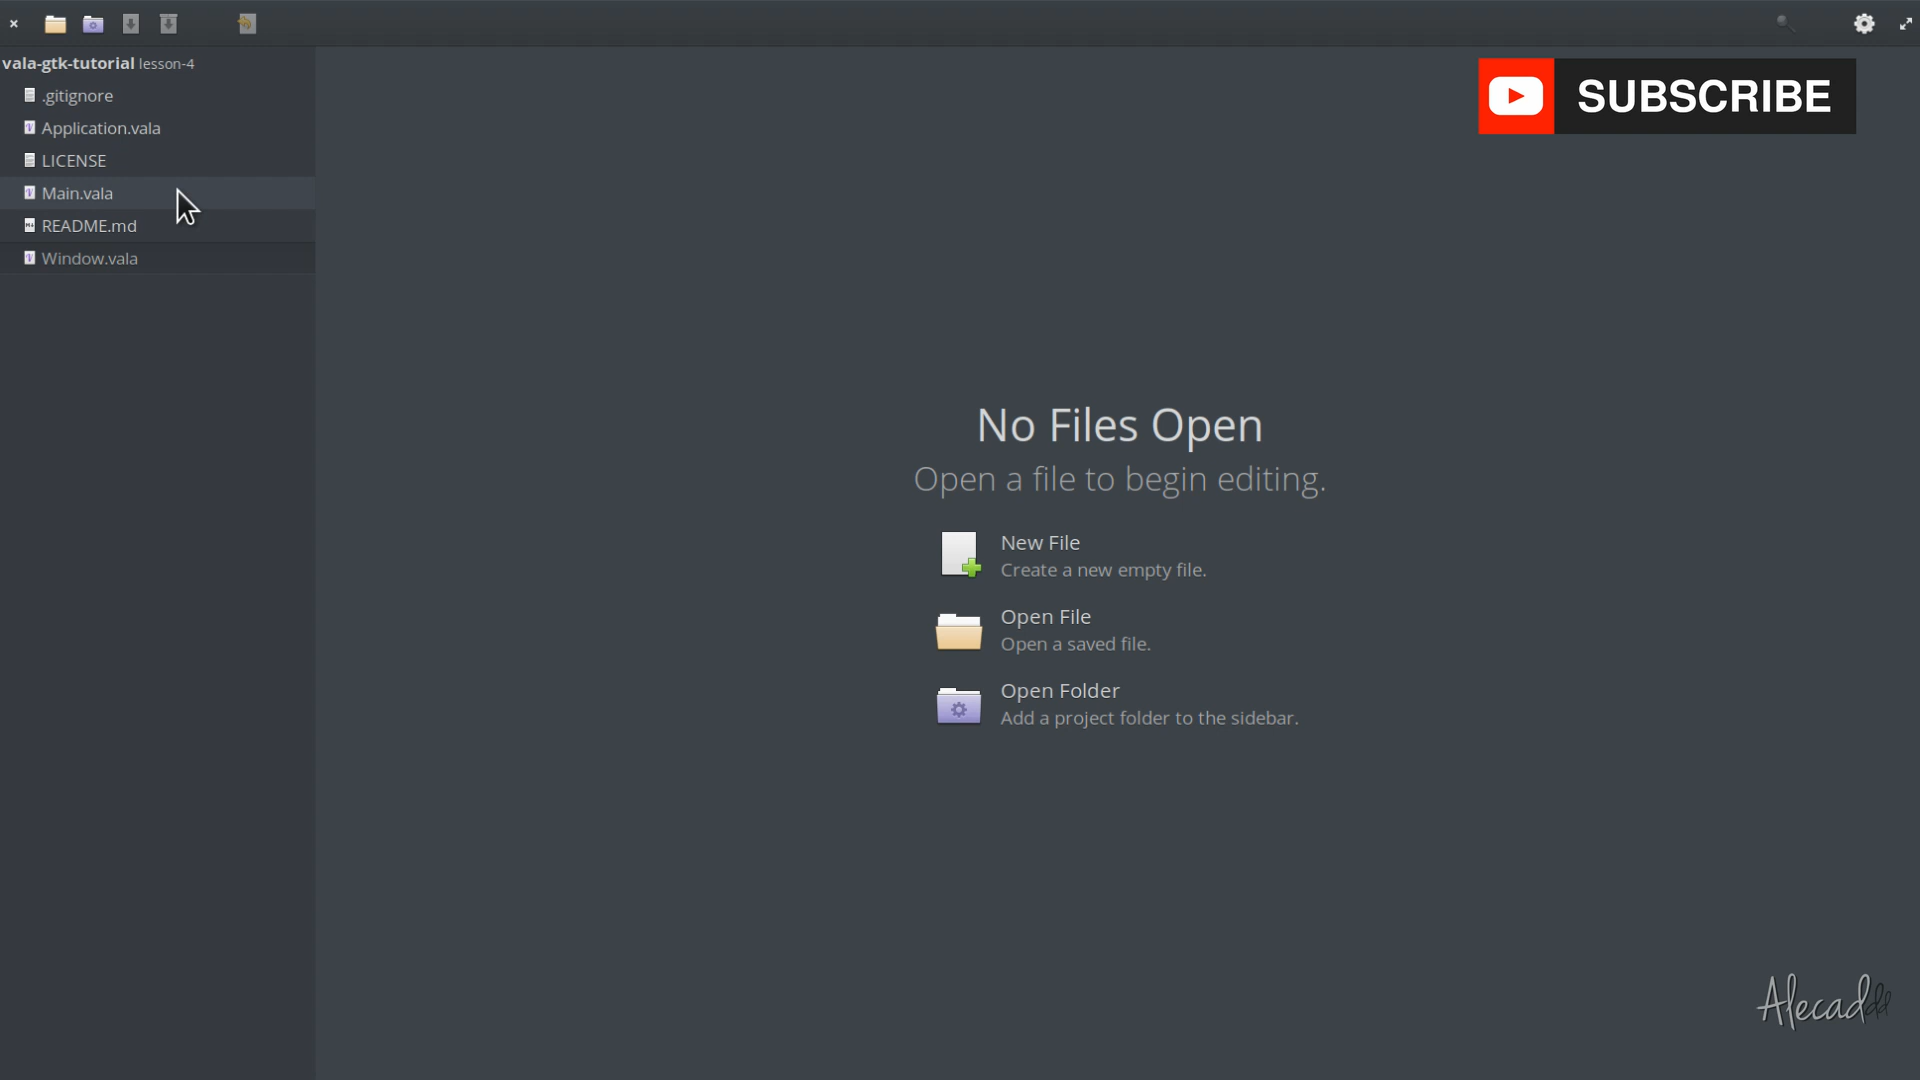 vala-gtk-tutorial lesson-4
.gitignore
Application.vala
LICENSE
Main.vala
README.md
Window.vala
SUBSCRIBE
No Files Open
Open a file to begin editing.
New File
Create a new empty file.
Open File
Open a saved file.
Open Folder
Add a project folder to the sidebar.
Alecaddd